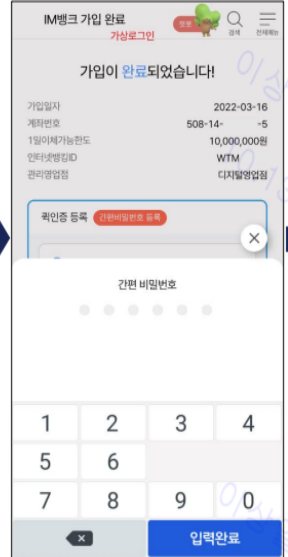 IM뱅크 가입 완료
가상로그인
검색
전체메뉴
가입이 완료되었습니다!
가입일자 2022-03-16
계좌번호 508-14- -5
1일이체가능한도 10,000,000원
인터넷뱅킹ID WTM
관리영업점 디지털영업점
퀵인증 등록 간편비밀번호 등록
간편 비밀번호
1 2 3 4
5 6
7 8 9 0
입력완료